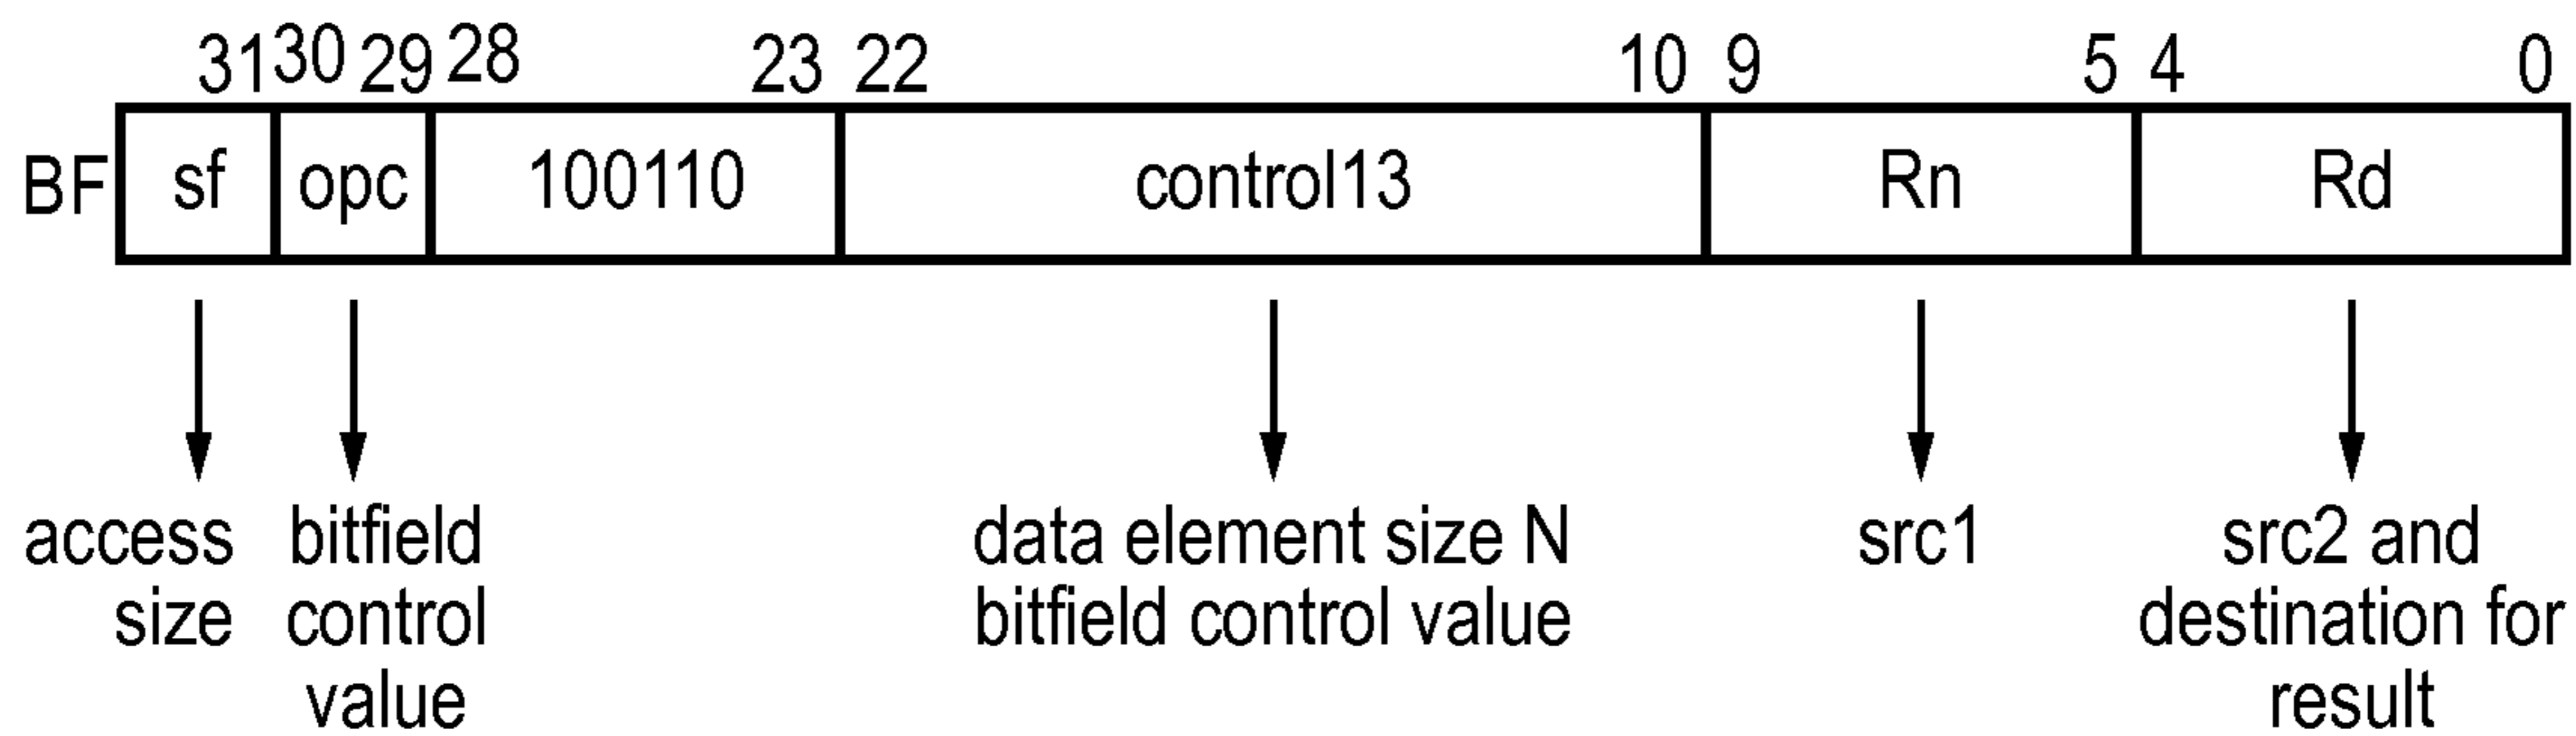 31 30 29 28 23 22 10 9 5 4 0
BF sf opc 100110 control13 Rn Rd
access size
bitfield control value
data element size N
bitfield control value
src1
src2 and
destination for
result